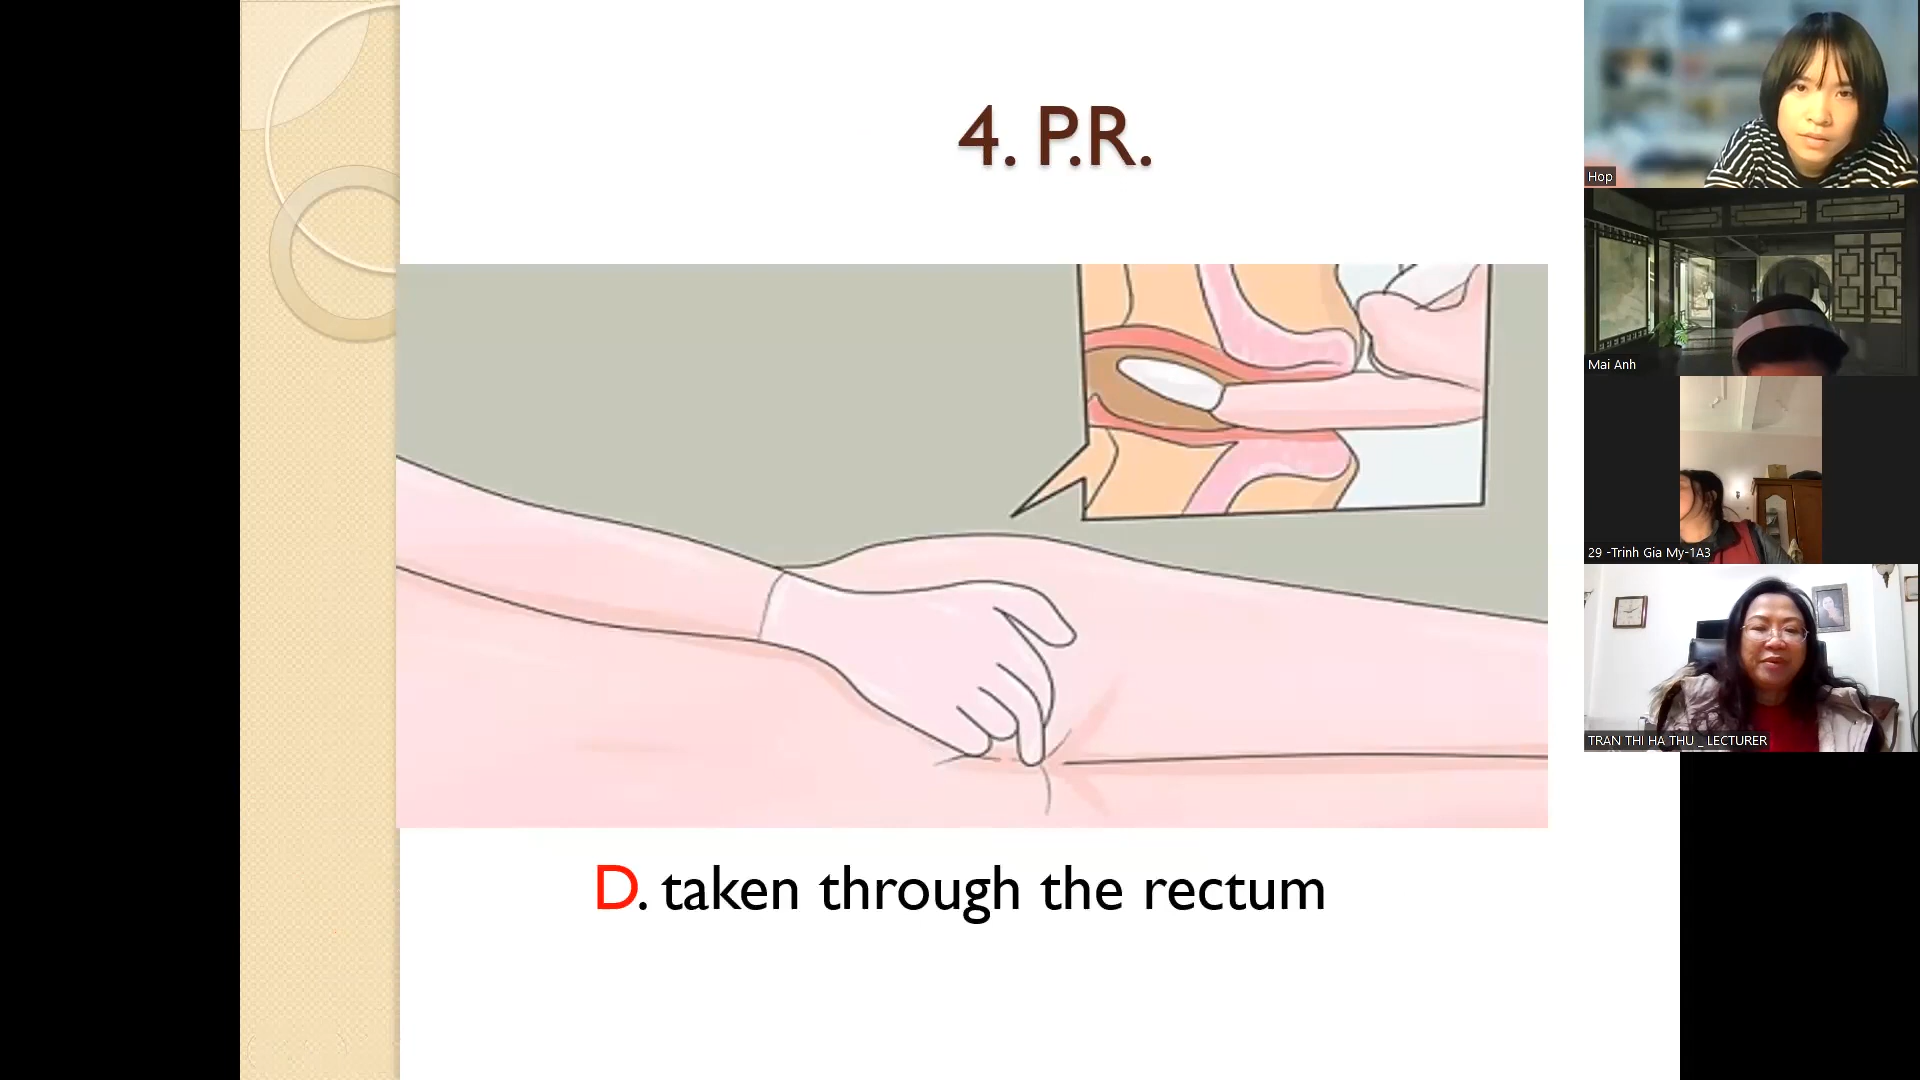 4. P.R.
D. taken through the rectum
Hop
Mai Anh
29 -Trinh Gia My-1A3
TRAN THI HA THU _ LECTURER